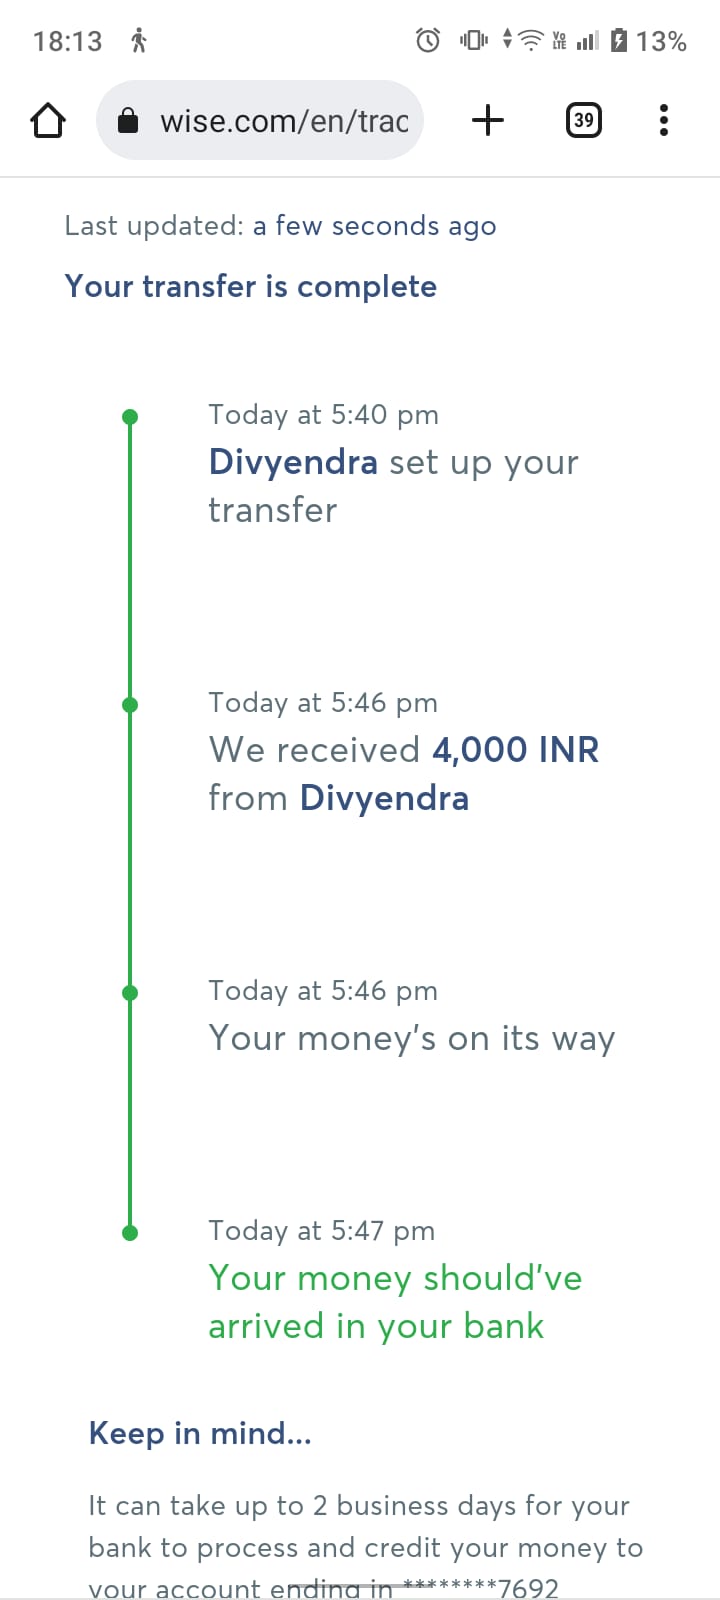 18:13
Vo
LTE
13%
wise.com/en/trac
39
Last updated: a few seconds ago
Your transfer is complete
Today at 5:40 pm
Divyendra set up your
transfer
Today at 5:46 pm
We received 4,000 INR
from Divyendra
Today at 5:46 pm
Your money's on its way
Today at 5:47 pm
Your money should've
arrived in your bank
Keep in mind...
It can take up to 2 business days for your
bank to process and credit your money to
your account ending in ********7692